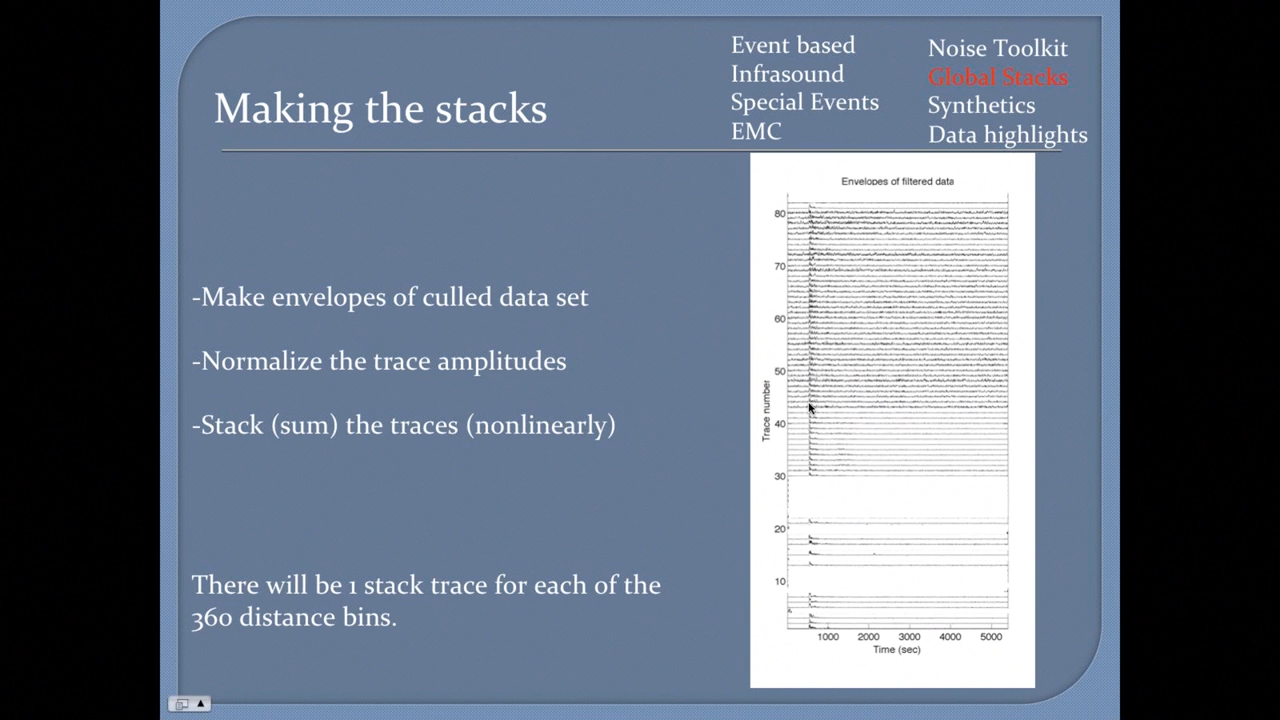 Making the stacks
Event based
Infrasound
Special Events
EMC
Noise Toolkit
Global Stacks
Synthetics
Data highlights
-Make envelopes of culled data set
-Normalize the trace amplitudes
-Stack (sum) the traces (nonlinearly)
There will be 1 stack trace for each of the
360 distance bins.
Envelopes of filtered data
80
70
60
50
40
30
20
10
Trace number
1000 2000 3000 4000 5000
Time (sec)